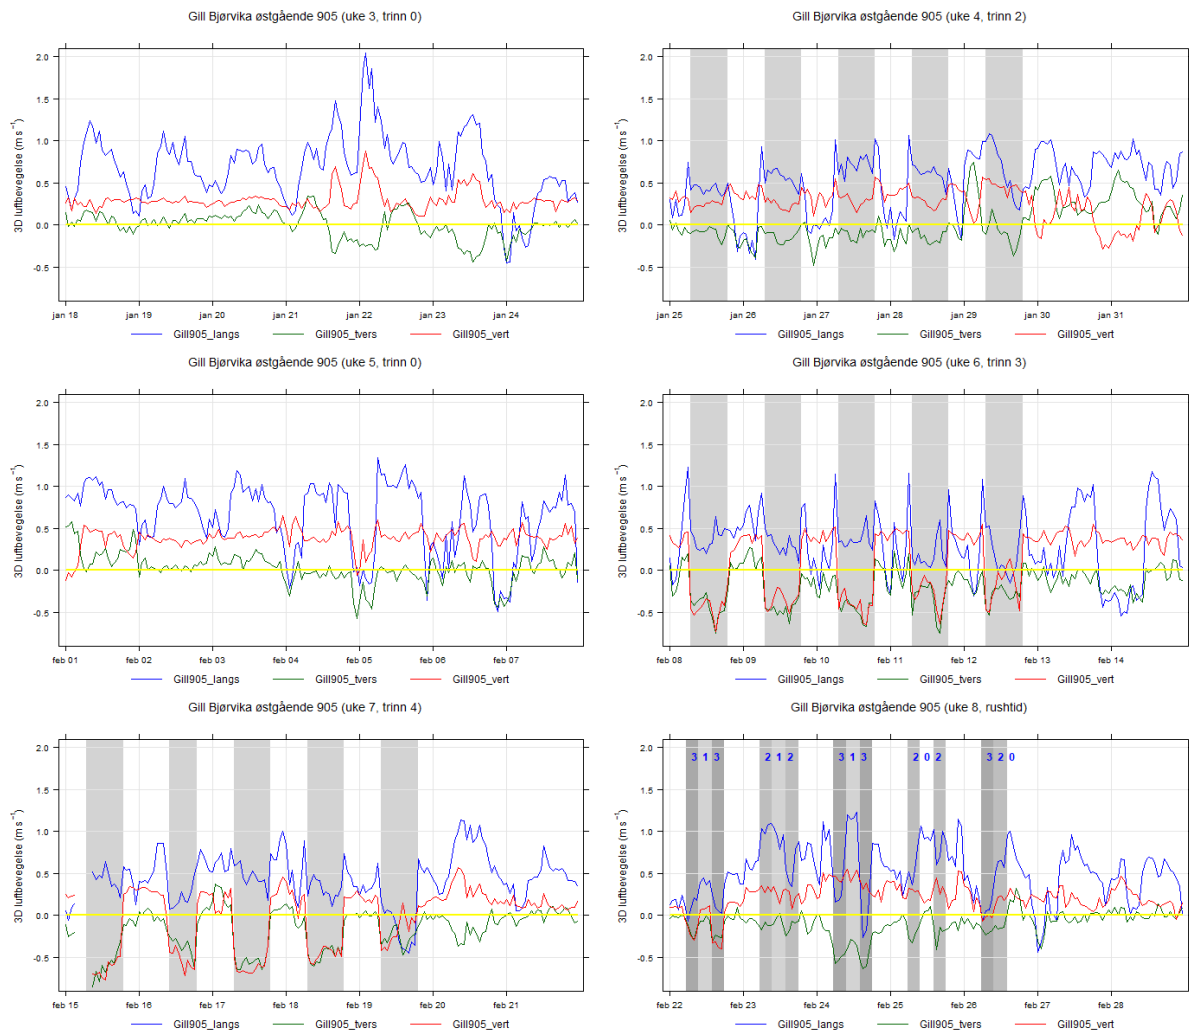 Gill Bjørvika østgående 905 (uke 3, trinn 0)
3D luftbevegelse (m s⁻¹)
2.0
1.5
1.0
0.5
0.0
-0.5
jan 18 jan 19 jan 20 jan 21 jan 22 jan 23 jan 24
Gill905_langs Gill905_tvers Gill905_vert
Gill Bjørvika østgående 905 (uke 4, trinn 2)
3D luftbevegelse (m s⁻¹)
2.0
1.5
1.0
0.5
0.0
-0.5
jan 25 jan 26 jan 27 jan 28 jan 29 jan 30 jan 31
Gill905_langs Gill905_tvers Gill905_vert
Gill Bjørvika østgående 905 (uke 5, trinn 0)
3D luftbevegelse (m s⁻¹)
2.0
1.5
1.0
0.5
0.0
-0.5
feb 01 feb 02 feb 03 feb 04 feb 05 feb 06 feb 07
Gill905_langs Gill905_tvers Gill905_vert
Gill Bjørvika østgående 905 (uke 6, trinn 3)
3D luftbevegelse (m s⁻¹)
2.0
1.5
1.0
0.5
0.0
-0.5
feb 08 feb 09 feb 10 feb 11 feb 12 feb 13 feb 14
Gill905_langs Gill905_tvers Gill905_vert
Gill Bjørvika østgående 905 (uke 7, trinn 4)
3D luftbevegelse (m s⁻¹)
2.0
1.5
1.0
0.5
0.0
-0.5
feb 15 feb 16 feb 17 feb 18 feb 19 feb 20 feb 21
Gill905_langs Gill905_tvers Gill905_vert
Gill Bjørvika østgående 905 (uke 8, rushtid)
3D luftbevegelse (m s⁻¹)
2.0
1.5
1.0
0.5
0.0
-0.5
3 1 3 2 1 2 3 1 3 2 0 2 3 2 0
feb 22 feb 23 feb 24 feb 25 feb 26 feb 27 feb 28
Gill905_langs Gill905_tvers Gill905_vert